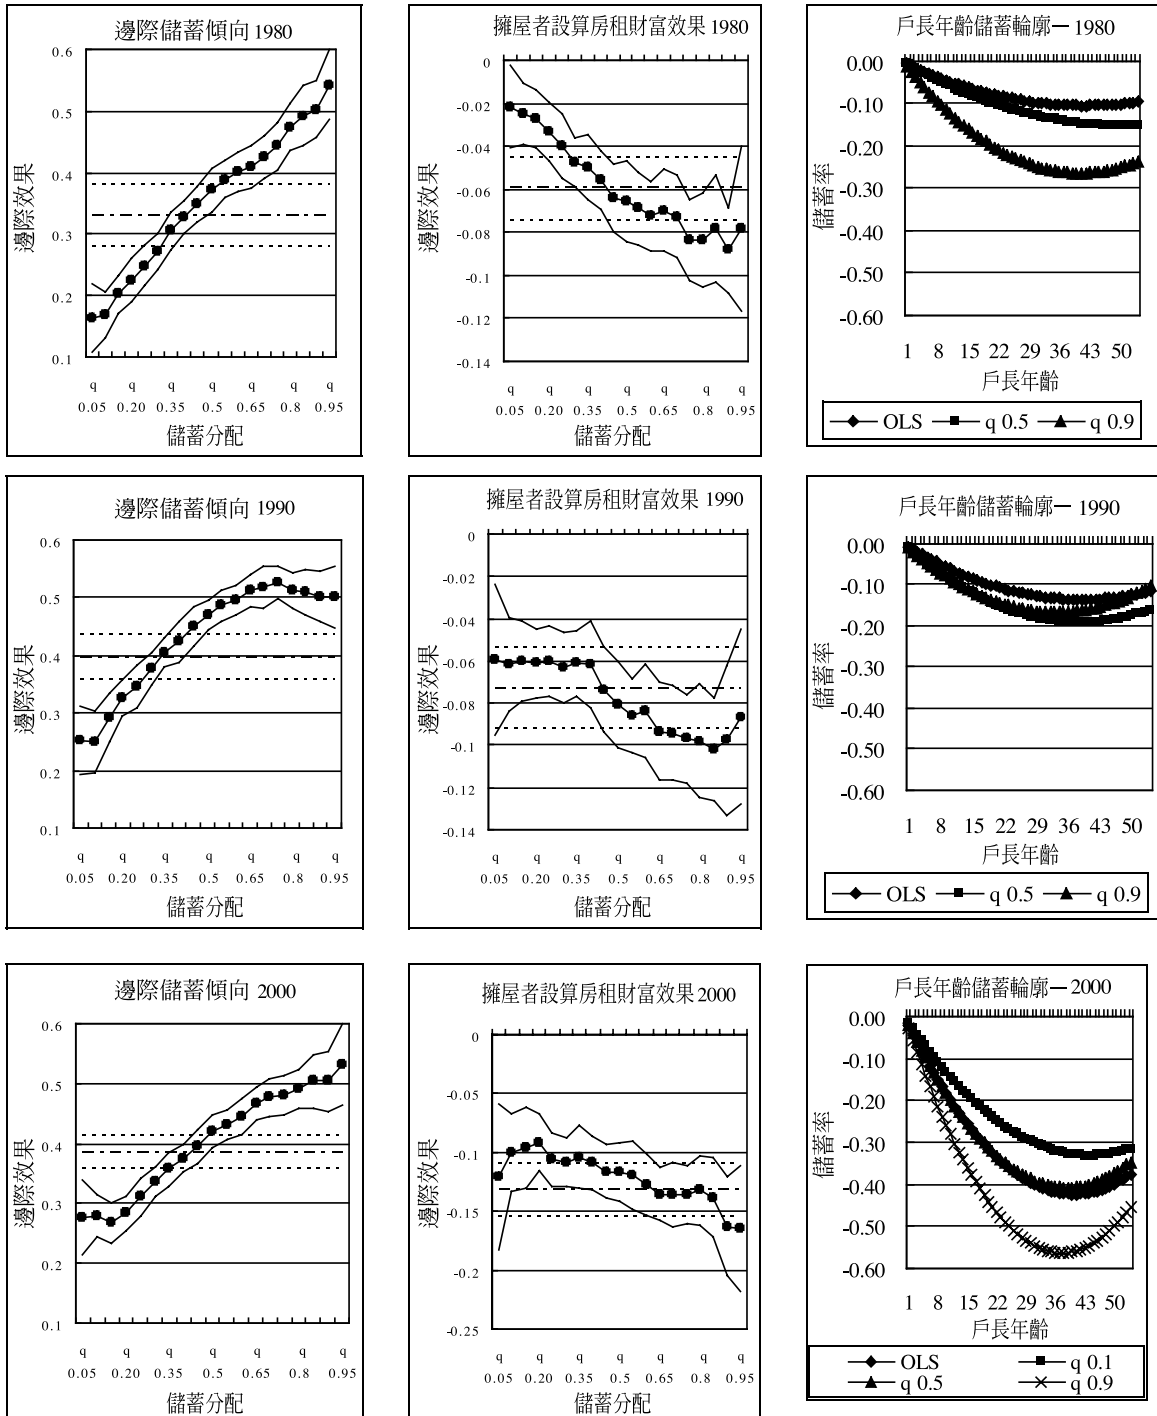 邊際儲蓄傾向 1980
0.6
0.5
0.4
0.3
0.2
0.1
邊際效果
q q q q q q q
0.05 0.20 0.35 0.5 0.65 0.8 0.95
儲蓄分配
擁屋者設算房租財富效果 1980
0
-0.02
-0.04
-0.06
-0.08
-0.1
-0.12
-0.14
邊際效果
q q q q q q q
0.05 0.20 0.35 0.5 0.65 0.8 0.95
儲蓄分配
戶長年齡儲蓄輪廓－1980
0.00
-0.10
-0.20
-0.30
-0.40
-0.50
-0.60
儲蓄率
1 8 15 22 29 36 43 50
戶長年齡
OLS q 0.5 q 0.9
邊際儲蓄傾向 1990
0.6
0.5
0.4
0.3
0.2
0.1
邊際效果
q q q q q q q
0.05 0.20 0.35 0.5 0.65 0.8 0.95
儲蓄分配
擁屋者設算房租財富效果 1990
0
-0.02
-0.04
-0.06
-0.08
-0.1
-0.12
-0.14
邊際效果
q q q q q q q
0.05 0.20 0.35 0.5 0.65 0.8 0.95
儲蓄分配
戶長年齡儲蓄輪廓－1990
0.00
-0.10
-0.20
-0.30
-0.40
-0.50
-0.60
儲蓄率
1 8 15 22 29 36 43 50
戶長年齡
OLS q 0.5 q 0.9
邊際儲蓄傾向 2000
0.6
0.5
0.4
0.3
0.2
0.1
邊際效果
q q q q q q q
0.05 0.20 0.35 0.5 0.65 0.8 0.95
儲蓄分配
擁屋者設算房租財富效果 2000
0
-0.05
-0.1
-0.15
-0.2
-0.25
邊際效果
q q q q q q q
0.05 0.20 0.35 0.5 0.65 0.8 0.95
儲蓄分配
戶長年齡儲蓄輪廓－2000
0.00
-0.10
-0.20
-0.30
-0.40
-0.50
-0.60
儲蓄率
1 8 15 22 29 36 43 50
戶長年齡
OLS q 0.1
q 0.5 q 0.9